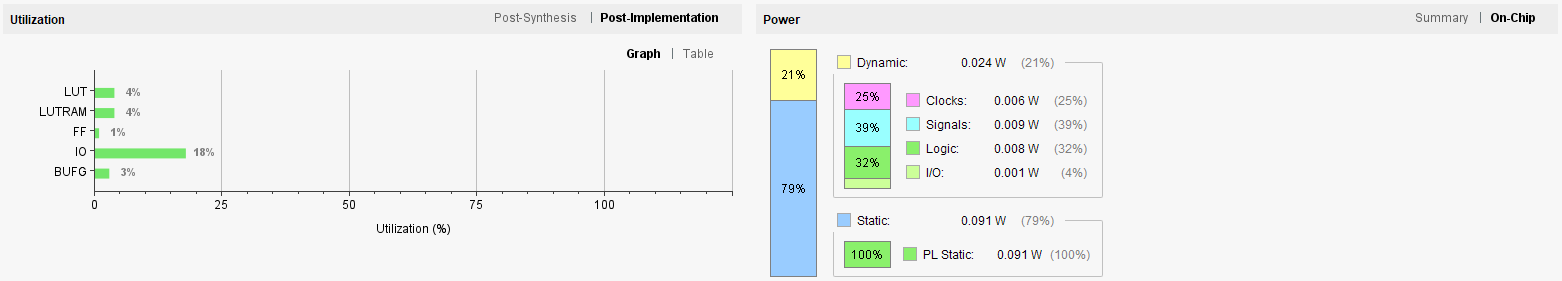 Utilization
Post-Synthesis | Post-Implementation
Graph | Table
LUT 4%
LUTRAM 4%
FF 1%
IO 18%
BUFG 3%
0 25 50 75 100
Utilization (%)
Power
Summary | On-Chip
21%
79%
Dynamic: 0.024 W (21%)
25% Clocks: 0.006 W (25%)
39% Signals: 0.009 W (39%)
32% Logic: 0.008 W (32%)
I/O: 0.001 W (4%)
Static: 0.091 W (79%)
100% PL Static: 0.091 W (100%)